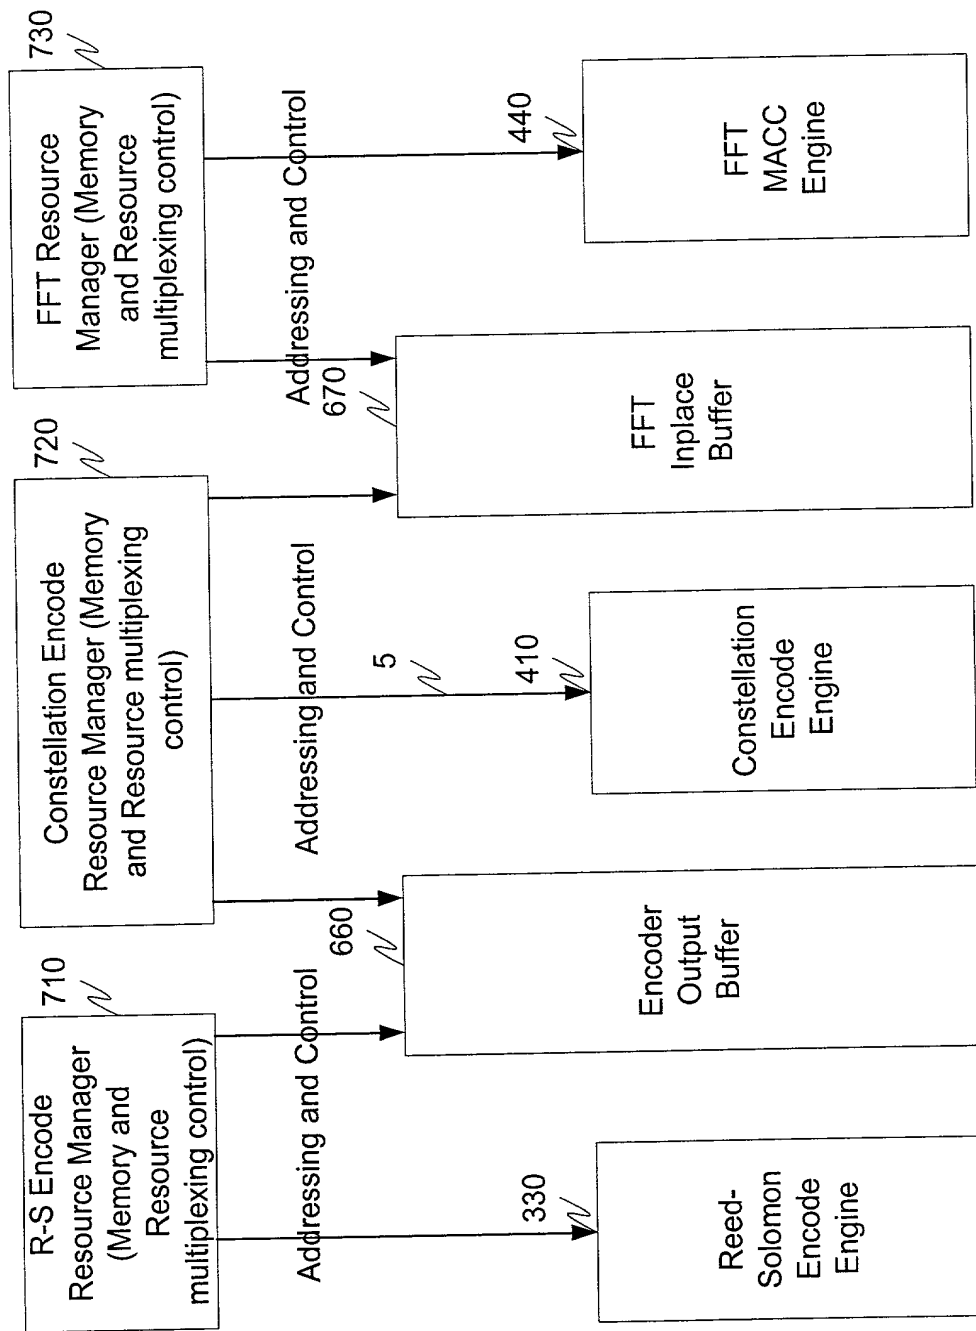 R-S Encode
Resource Manager
(Memory and
Resource
multiplexing control)
710
Constellation Encode
Resource Manager (Memory
and Resource multiplexing
control)
720
FFT Resource
Manager (Memory
and Resource
multiplexing control)
730
Addressing and Control
Addressing and Control
Addressing and Control
5
330
Reed-
Solomon
Encode
Engine
660
Encoder
Output
Buffer
410
Constellation
Encode
Engine
670
FFT
Inplace
Buffer
440
FFT
MACC
Engine